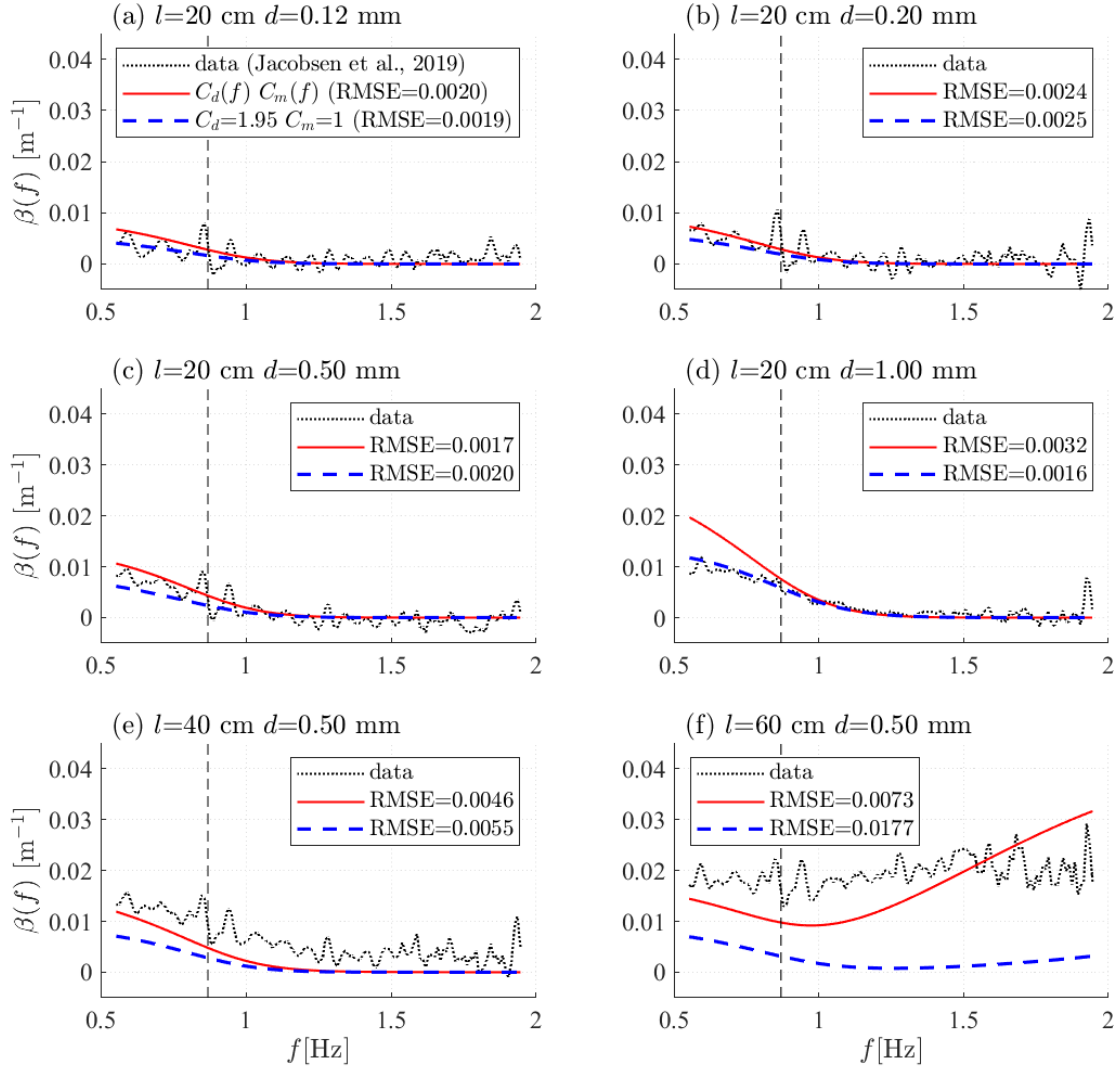 (a) l=20 cm d=0.12 mm
data (Jacobsen et al., 2019)
C_d(f) C_m(f) (RMSE=0.0020)
C_d=1.95 C_m=1 (RMSE=0.0019)
β(f) [m⁻¹]
0.04
0.03
0.02
0.01
0
0.5
1
1.5
2
(b) l=20 cm d=0.20 mm
data
RMSE=0.0024
RMSE=0.0025
0.04
0.03
0.02
0.01
0
0.5
1
1.5
2
(c) l=20 cm d=0.50 mm
data
RMSE=0.0017
RMSE=0.0020
β(f) [m⁻¹]
0.04
0.03
0.02
0.01
0
0.5
1
1.5
2
(d) l=20 cm d=1.00 mm
data
RMSE=0.0032
RMSE=0.0016
0.04
0.03
0.02
0.01
0
0.5
1
1.5
2
(e) l=40 cm d=0.50 mm
data
RMSE=0.0046
RMSE=0.0055
β(f) [m⁻¹]
0.04
0.03
0.02
0.01
0
0.5
1
1.5
2
f[Hz]
(f) l=60 cm d=0.50 mm
data
RMSE=0.0073
RMSE=0.0177
0.04
0.03
0.02
0.01
0
0.5
1
1.5
2
f[Hz]